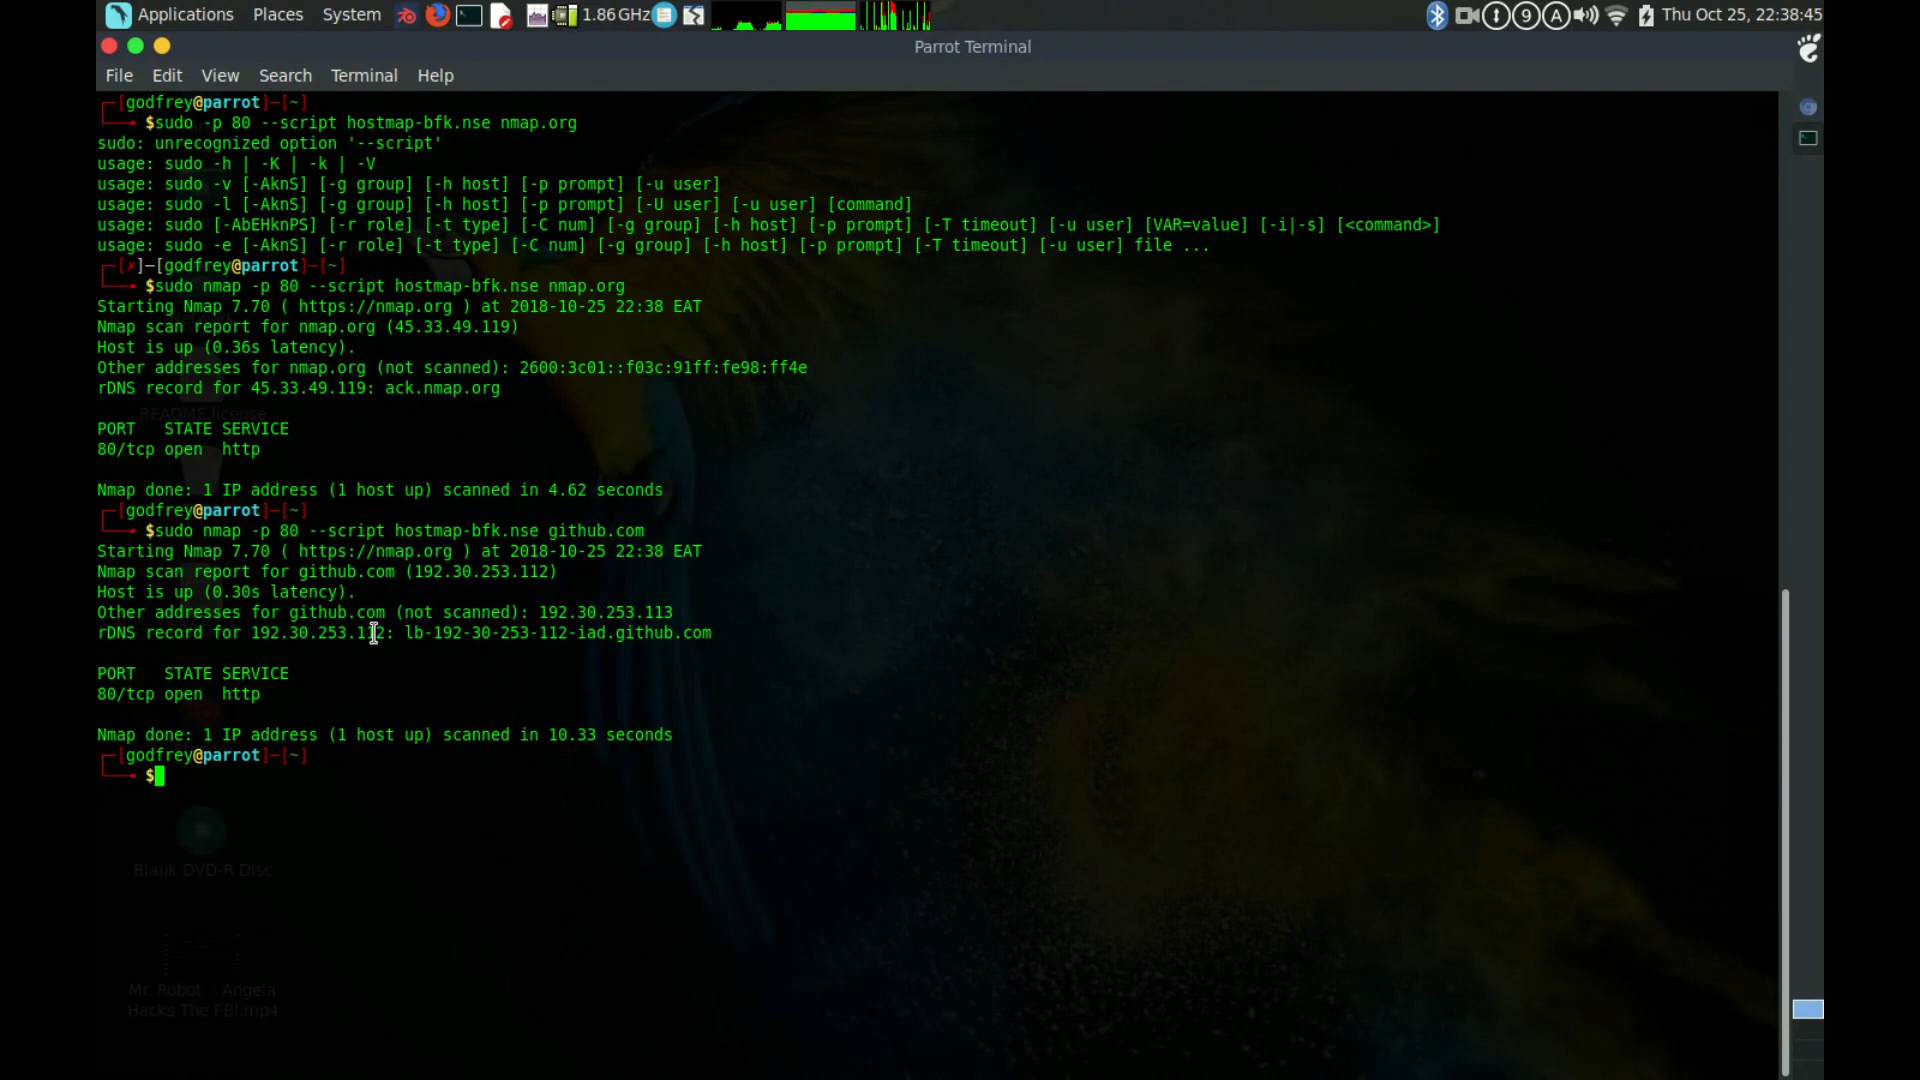 Applications Places System 1.86GHz 9 A Thu Oct 25, 22:38:45
Parrot Terminal
File Edit View Search Terminal Help
┌─[godfrey@parrot]─[~]
└──╼ $sudo -p 80 --script hostmap-bfk.nse nmap.org
sudo: unrecognized option '--script'
usage: sudo -h | -K | -k | -V
usage: sudo -v [-AknS] [-g group] [-h host] [-p prompt] [-u user]
usage: sudo -l [-AknS] [-g group] [-h host] [-p prompt] [-U user] [-u user] [command]
usage: sudo [-AbEHknPS] [-r role] [-t type] [-C num] [-g group] [-h host] [-p prompt] [-T timeout] [-u user] [VAR=value] [-i|-s] [<command>]
usage: sudo -e [-AknS] [-r role] [-t type] [-C num] [-g group] [-h host] [-p prompt] [-T timeout] [-u user] file ...
┌─[✗]─[godfrey@parrot]─[~]
└──╼ $sudo nmap -p 80 --script hostmap-bfk.nse nmap.org
Starting Nmap 7.70 ( https://nmap.org ) at 2018-10-25 22:38 EAT
Nmap scan report for nmap.org (45.33.49.119)
Host is up (0.36s latency).
Other addresses for nmap.org (not scanned): 2600:3c01::f03c:91ff:fe98:ff4e
rDNS record for 45.33.49.119: ack.nmap.org
README.license
PORT   STATE SERVICE
80/tcp open  http
Nmap done: 1 IP address (1 host up) scanned in 4.62 seconds
┌─[godfrey@parrot]─[~]
└──╼ $sudo nmap -p 80 --script hostmap-bfk.nse github.com
Starting Nmap 7.70 ( https://nmap.org ) at 2018-10-25 22:38 EAT
Nmap scan report for github.com (192.30.253.112)
Host is up (0.30s latency).
Other addresses for github.com (not scanned): 192.30.253.113
rDNS record for 192.30.253.112: lb-192-30-253-112-iad.github.com
PORT   STATE SERVICE
80/tcp open  http
Nmap done: 1 IP address (1 host up) scanned in 10.33 seconds
┌─[godfrey@parrot]─[~]
└──╼ $
Blank DVD-R Disc
Mr. Robot - Angela
Hacks The FBI.mp4